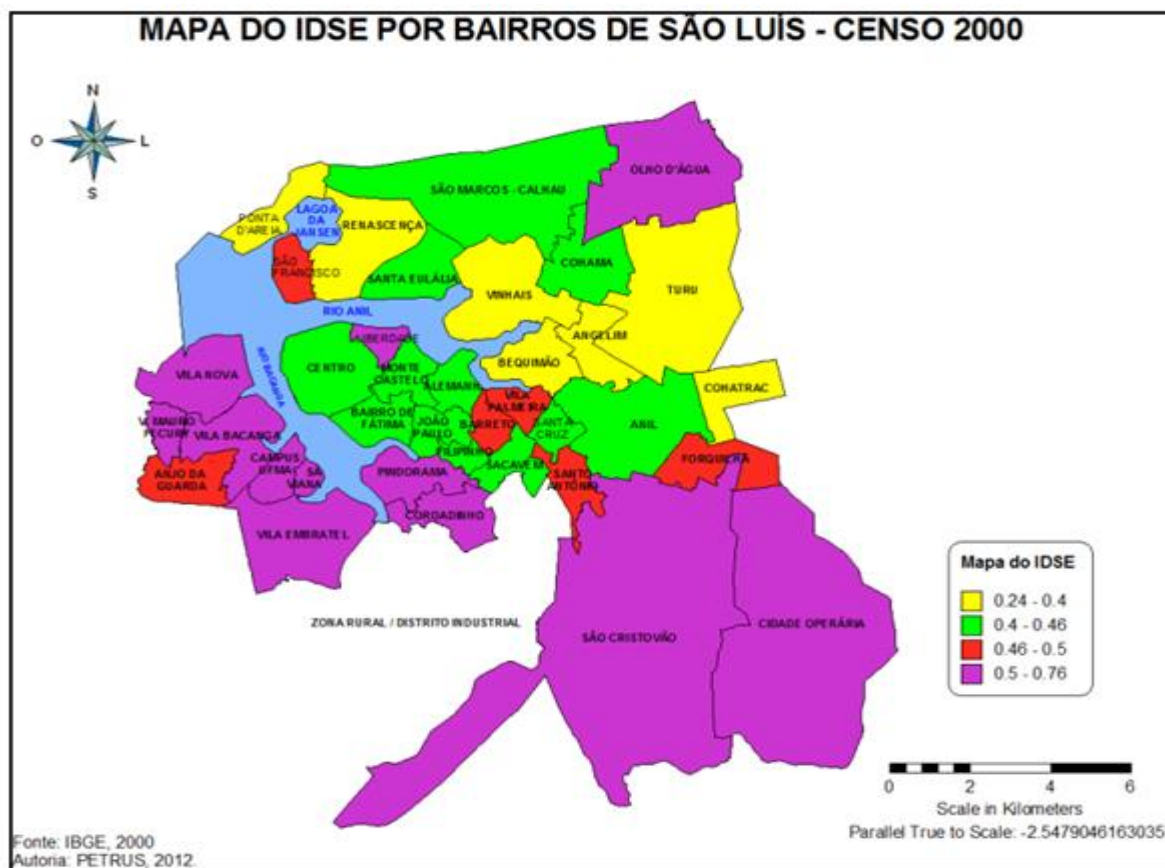 MAPA DO IDSE POR BAIRROS DE SÃO LUÍS - CENSO 2000
N
O
L
S
OLHO D'ÁGUA
SÃO MARCOS - CALHAU
PONTA
D'AREIA
LAGOA
DA
JANSEN
RENASCENÇA
SÃO
FRANCISCO
SANTA EULÁLIA
COHAMA
VINHAIS
TURU
RIO ANIL
ANGELIM
LIBERDADE
CENTRO
MONTE
CASTELO
BEQUIMÃO
ALEMANH
VILA NOVA
RIO BACANGA
COHATRAC
VILA
PALMEIRA
BAIRRO DE
FÁTIMA
JOÃO
PAULO
BARRETO
SANTA
CRUZ
ANIL
VILA BACANGA
FILIPINHO
SACAVEM
FORQUILHA
CAMPUS
UFMA
SÁ
VIANA
PINDORAMA
SANTO
ANTÔNIO
ANJO DA
GUARDA
COROADINHO
VILA EMBRATEL
ZONA RURAL / DISTRITO INDUSTRIAL
SÃO CRISTOVÃO
CIDADE OPERÁRIA
Mapa do IDSE
0.24 - 0.4
0.4 - 0.46
0.46 - 0.5
0.5 - 0.76
0 2 4 6
Scale in Kilometers
Parallel True to Scale: -2.5479046163035
Fonte: IBGE, 2000
Autoria: PETRUS, 2012.